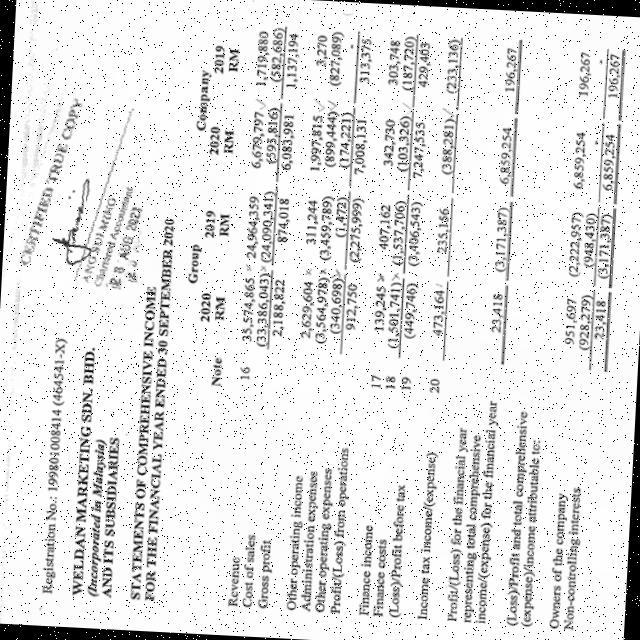 CERTIFIED TRUE COPY
Registration No.: 199801008414 (464541-X)
WELDAN MARKETING SDN. BHD.
(Incorporated in Malaysia)
AND ITS SUBSIDIARIES
STATEMENTS OF COMPREHENSIVE INCOME
FOR THE FINANCIAL YEAR ENDED 30 SEPTEMBER 2020
Group Company
Note 2020 2019 2020 2019
RM RM RM RM
Revenue 16 35,574,865 24,964,359 6,679,797 1,719,880
Cost of sales (33,386,043) (24,090,341) (595,816) (582,686)
Gross profit 2,188,822 874,018 6,083,981 1,137,194
Other operating income 2,629,604 311,244 1,997,815 3,270
Administration expenses (3,564,978) (3,459,789) (899,444) (827,089)
Other operating expenses (340,698) (1,472) (174,221) -
Profit/(Loss) from operations 912,750 (2,275,999) 7,008,131 313,375
Finance income 17 139,245 407,162 342,730 303,748
Finance costs 18 (1,501,741) (1,537,706) (103,326) (187,720)
(Loss)/Profit before tax 19 (449,746) (3,406,543) 7,247,535 429,403
Income tax income/(expense) 20 473,164 235,186 (388,281) (233,136)
Profit/(Loss) for the financial year
representing total comprehensive
income/(expense) for the financial year 23,418 (3,171,387) 6,859,254 196,267
(Loss)/Profit and total comprehensive
(expense)/income attributable to:
Owners of the company 951,697 (2,222,957) 6,859,254 196,267
Non-controlling interests (928,279) (948,430) - -
23,418 (3,171,387) 6,859,254 196,267